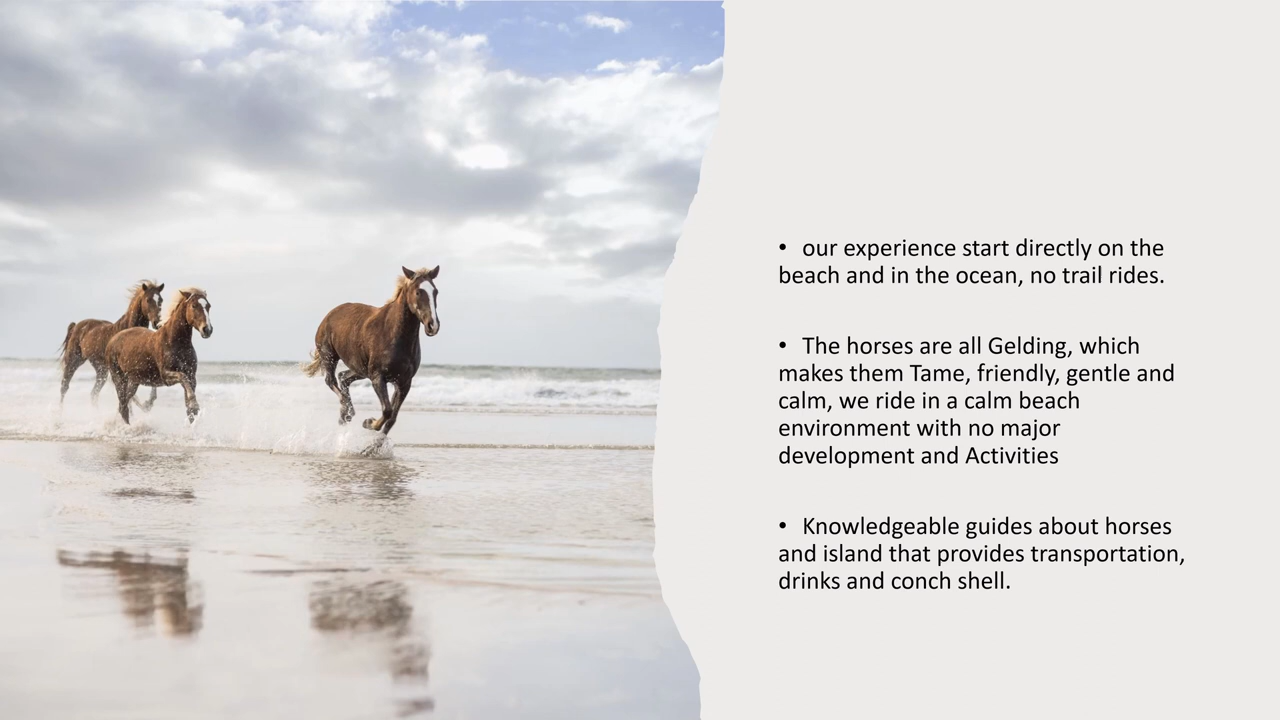 • our experience start directly on the
beach and in the ocean, no trail rides.
• The horses are all Gelding, which
makes them Tame, friendly, gentle and
calm, we ride in a calm beach
environment with no major
development and Activities
• Knowledgeable guides about horses
and island that provides transportation,
drinks and conch shell.